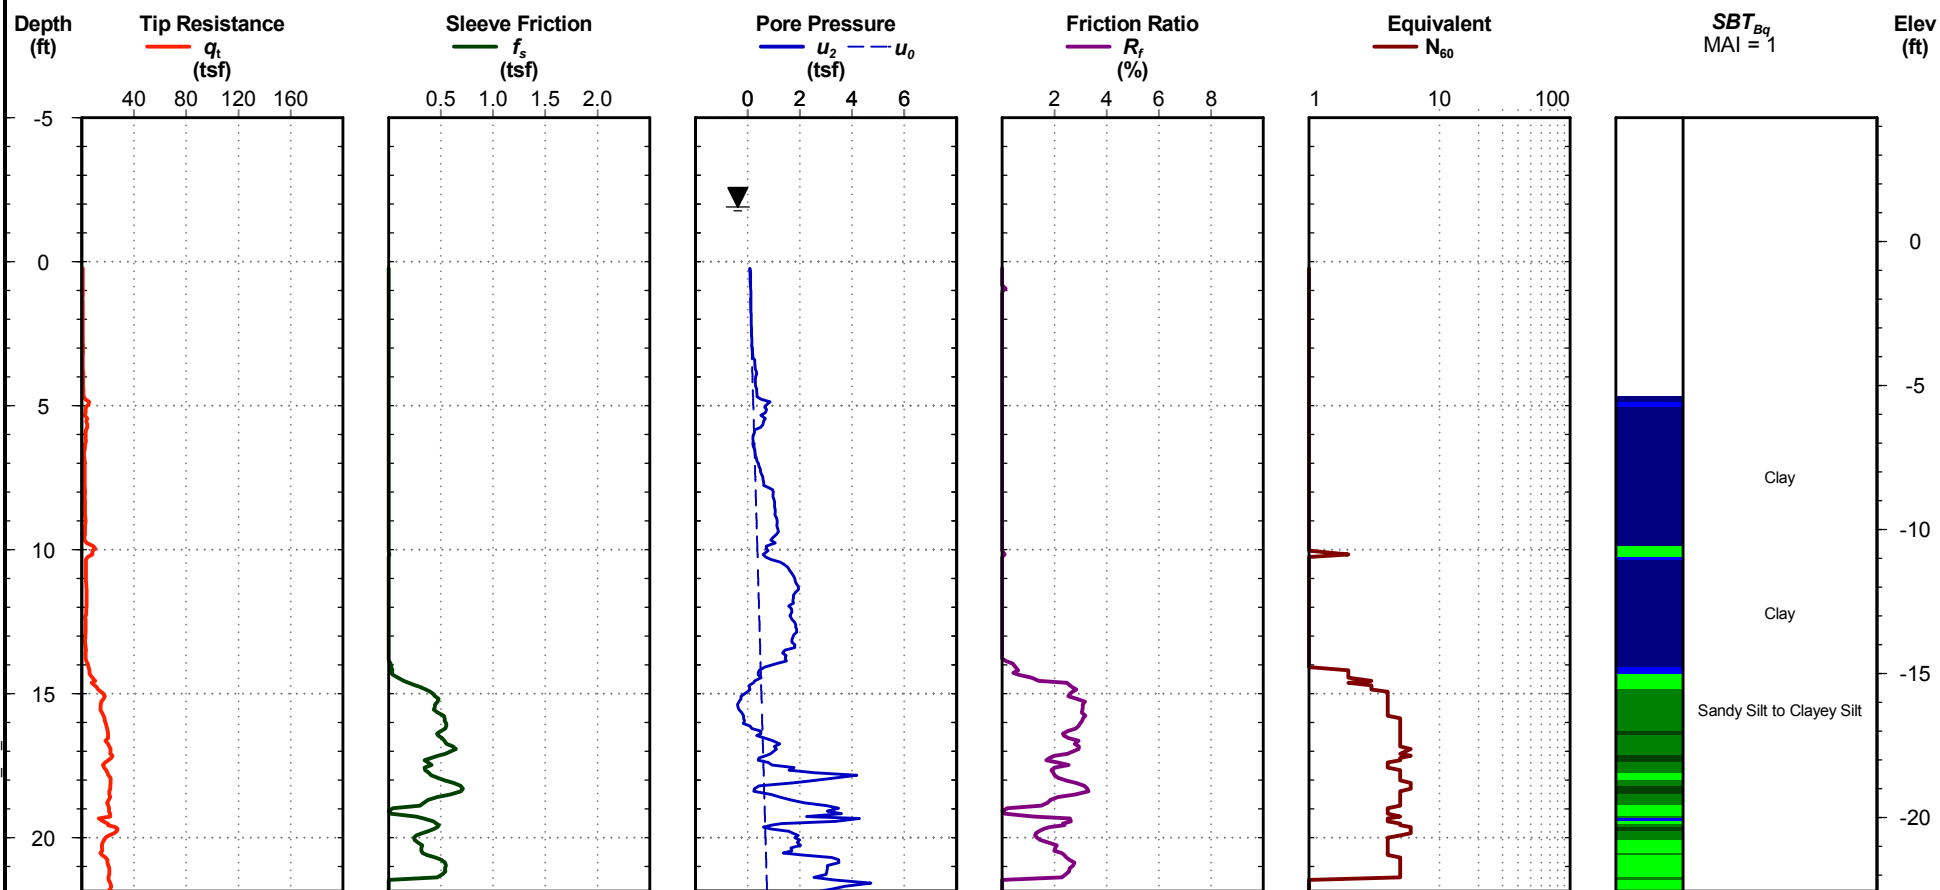 Depth
(ft)
Tip Resistance
qt
(tsf)
Sleeve Friction
fs
(tsf)
Pore Pressure
u2 u0
(tsf)
Friction Ratio
Rf
(%)
Equivalent
N60
SBTBq
MAI = 1
Elev
(ft)
40 80 120 160
0.5 1.0 1.5 2.0
0 2 4 6
2 4 6 8
1 10 100
-5
0
5
10
15
20
Clay
Clay
Sandy Silt to Clayey Silt
0
-5
-10
-15
-20